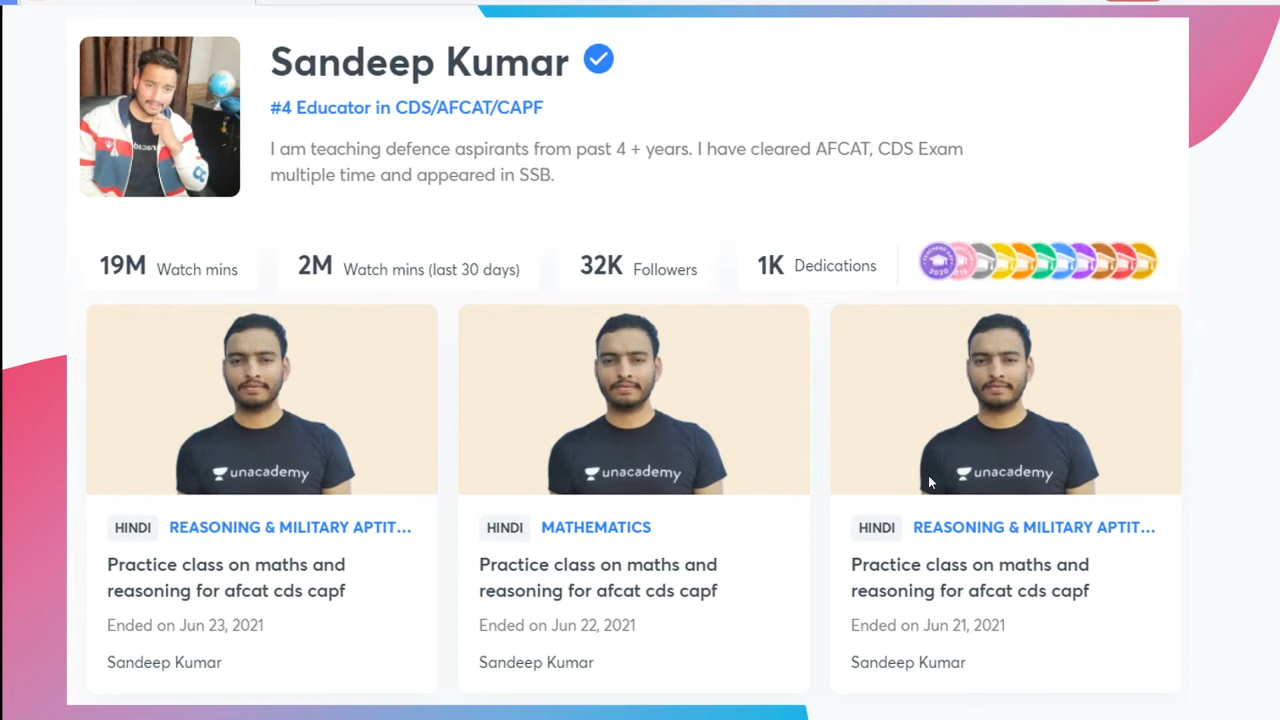 Sandeep Kumar
#4 Educator in CDS/AFCAT/CAPF
I am teaching defence aspirants from past 4 + years. I have cleared AFCAT, CDS Exam
multiple time and appeared in SSB.
19M Watch mins
2M Watch mins (last 30 days)
32K Followers
1K Dedications
2020
unacademy
unacademy
unacademy
HINDI REASONING & MILITARY APTIT...
Practice class on maths and
reasoning for afcat cds capf
Ended on Jun 23, 2021
Sandeep Kumar
HINDI MATHEMATICS
Practice class on maths and
reasoning for afcat cds capf
Ended on Jun 22, 2021
Sandeep Kumar
HINDI REASONING & MILITARY APTIT...
Practice class on maths and
reasoning for afcat cds capf
Ended on Jun 21, 2021
Sandeep Kumar